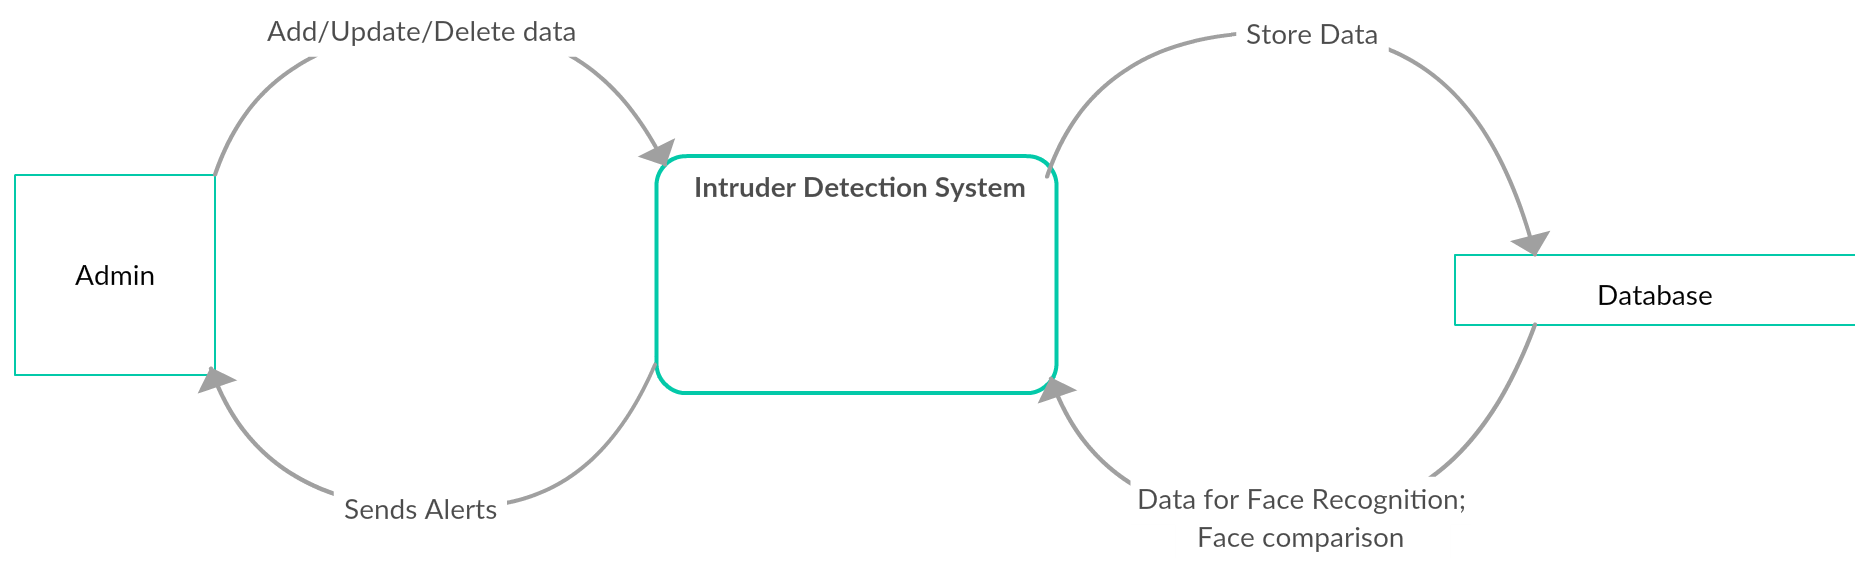 Add/Update/Delete data
Store Data
Intruder Detection System
Admin
Database
Sends Alerts
Data for Face Recognition;
Face comparison